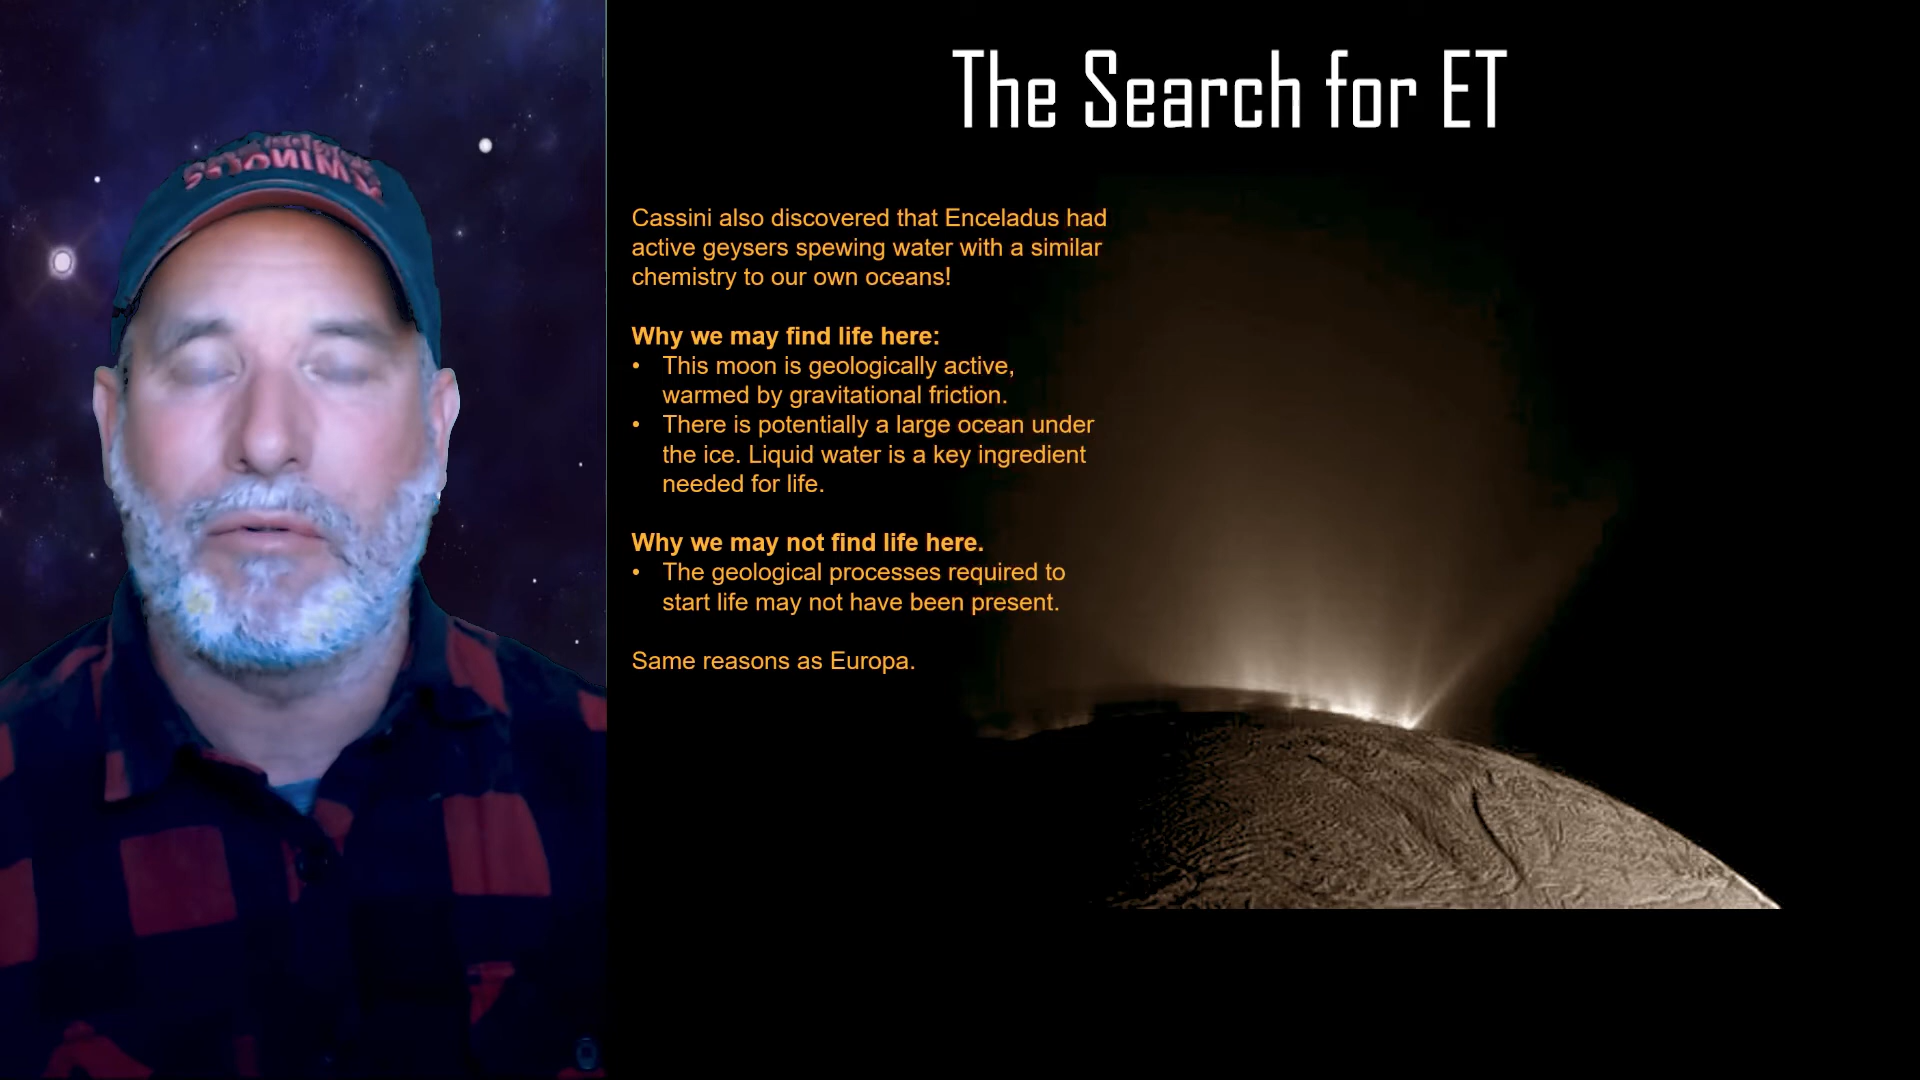 The Search for ET
Cassini also discovered that Enceladus had
active geysers spewing water with a similar
chemistry to our own oceans!
Why we may find life here:
• This moon is geologically active,
warmed by gravitational friction.
• There is potentially a large ocean under
the ice. Liquid water is a key ingredient
needed for life.
Why we may not find life here.
• The geological processes required to
start life may not have been present.
Same reasons as Europa.